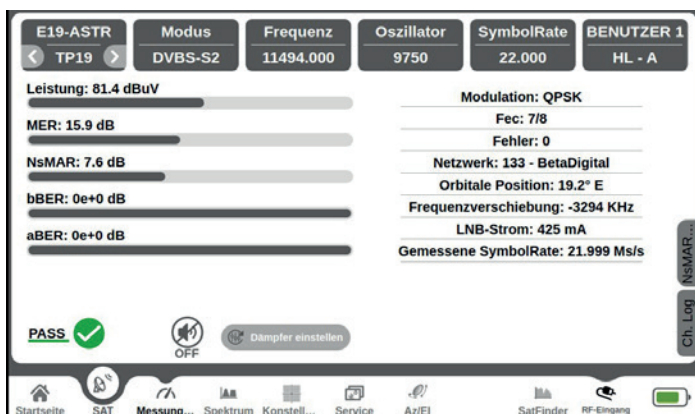 E19-ASTR
TP19
Modus
DVBS-S2
Frequenz
11494.000
Oszillator
9750
SymbolRate
22.000
BENUTZER 1
HL - A
Leistung: 81.4 dBuV
MER: 15.9 dB
NsMAR: 7.6 dB
bBER: 0e+0 dB
aBER: 0e+0 dB
Modulation: QPSK
Fec: 7/8
Fehler: 0
Netzwerk: 133 - BetaDigital
Orbitale Position: 19.2° E
Frequenzverschiebung: -3294 KHz
LNB-Strom: 425 mA
Gemessene SymbolRate: 21.999 Ms/s
NsMAR...
Ch. Log
PASS
OFF
Dämpfer einstellen
Startseite
SAT
Messung...
Spektrum
Konstell...
Service
Az/El
SatFinder
RF-Eingang